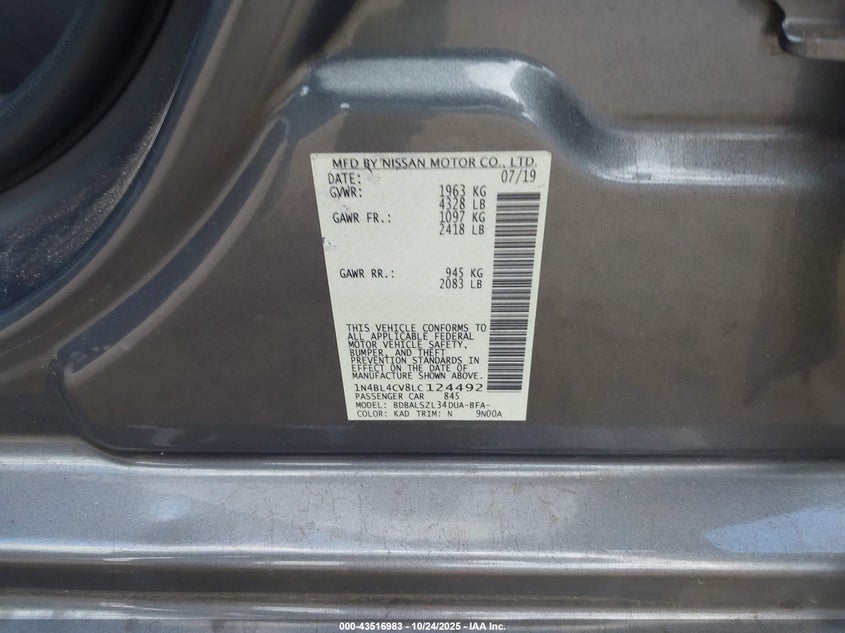 MFD BY NISSAN MOTOR CO., LTD.
DATE: 07/19
GVWR: 1963 KG
4328 LB
GAWR FR.: 1097 KG
2418 LB
GAWR RR.: 945 KG
2083 LB
THIS VEHICLE CONFORMS TO
ALL APPLICABLE FEDERAL
MOTOR VEHICLE SAFETY,
BUMPER, AND THEFT
PREVENTION STANDARDS IN
EFFECT ON THE DATE OF
MANUFACTURE SHOWN ABOVE.
1N4BL4CV8LC124492
PASSENGER CAR 845
MODEL: BDBALSZL34DUA-BFA-
COLOR: KAD TRIM: N 9N00A
000-43516983 - 10/24/2025 - IAA Inc.